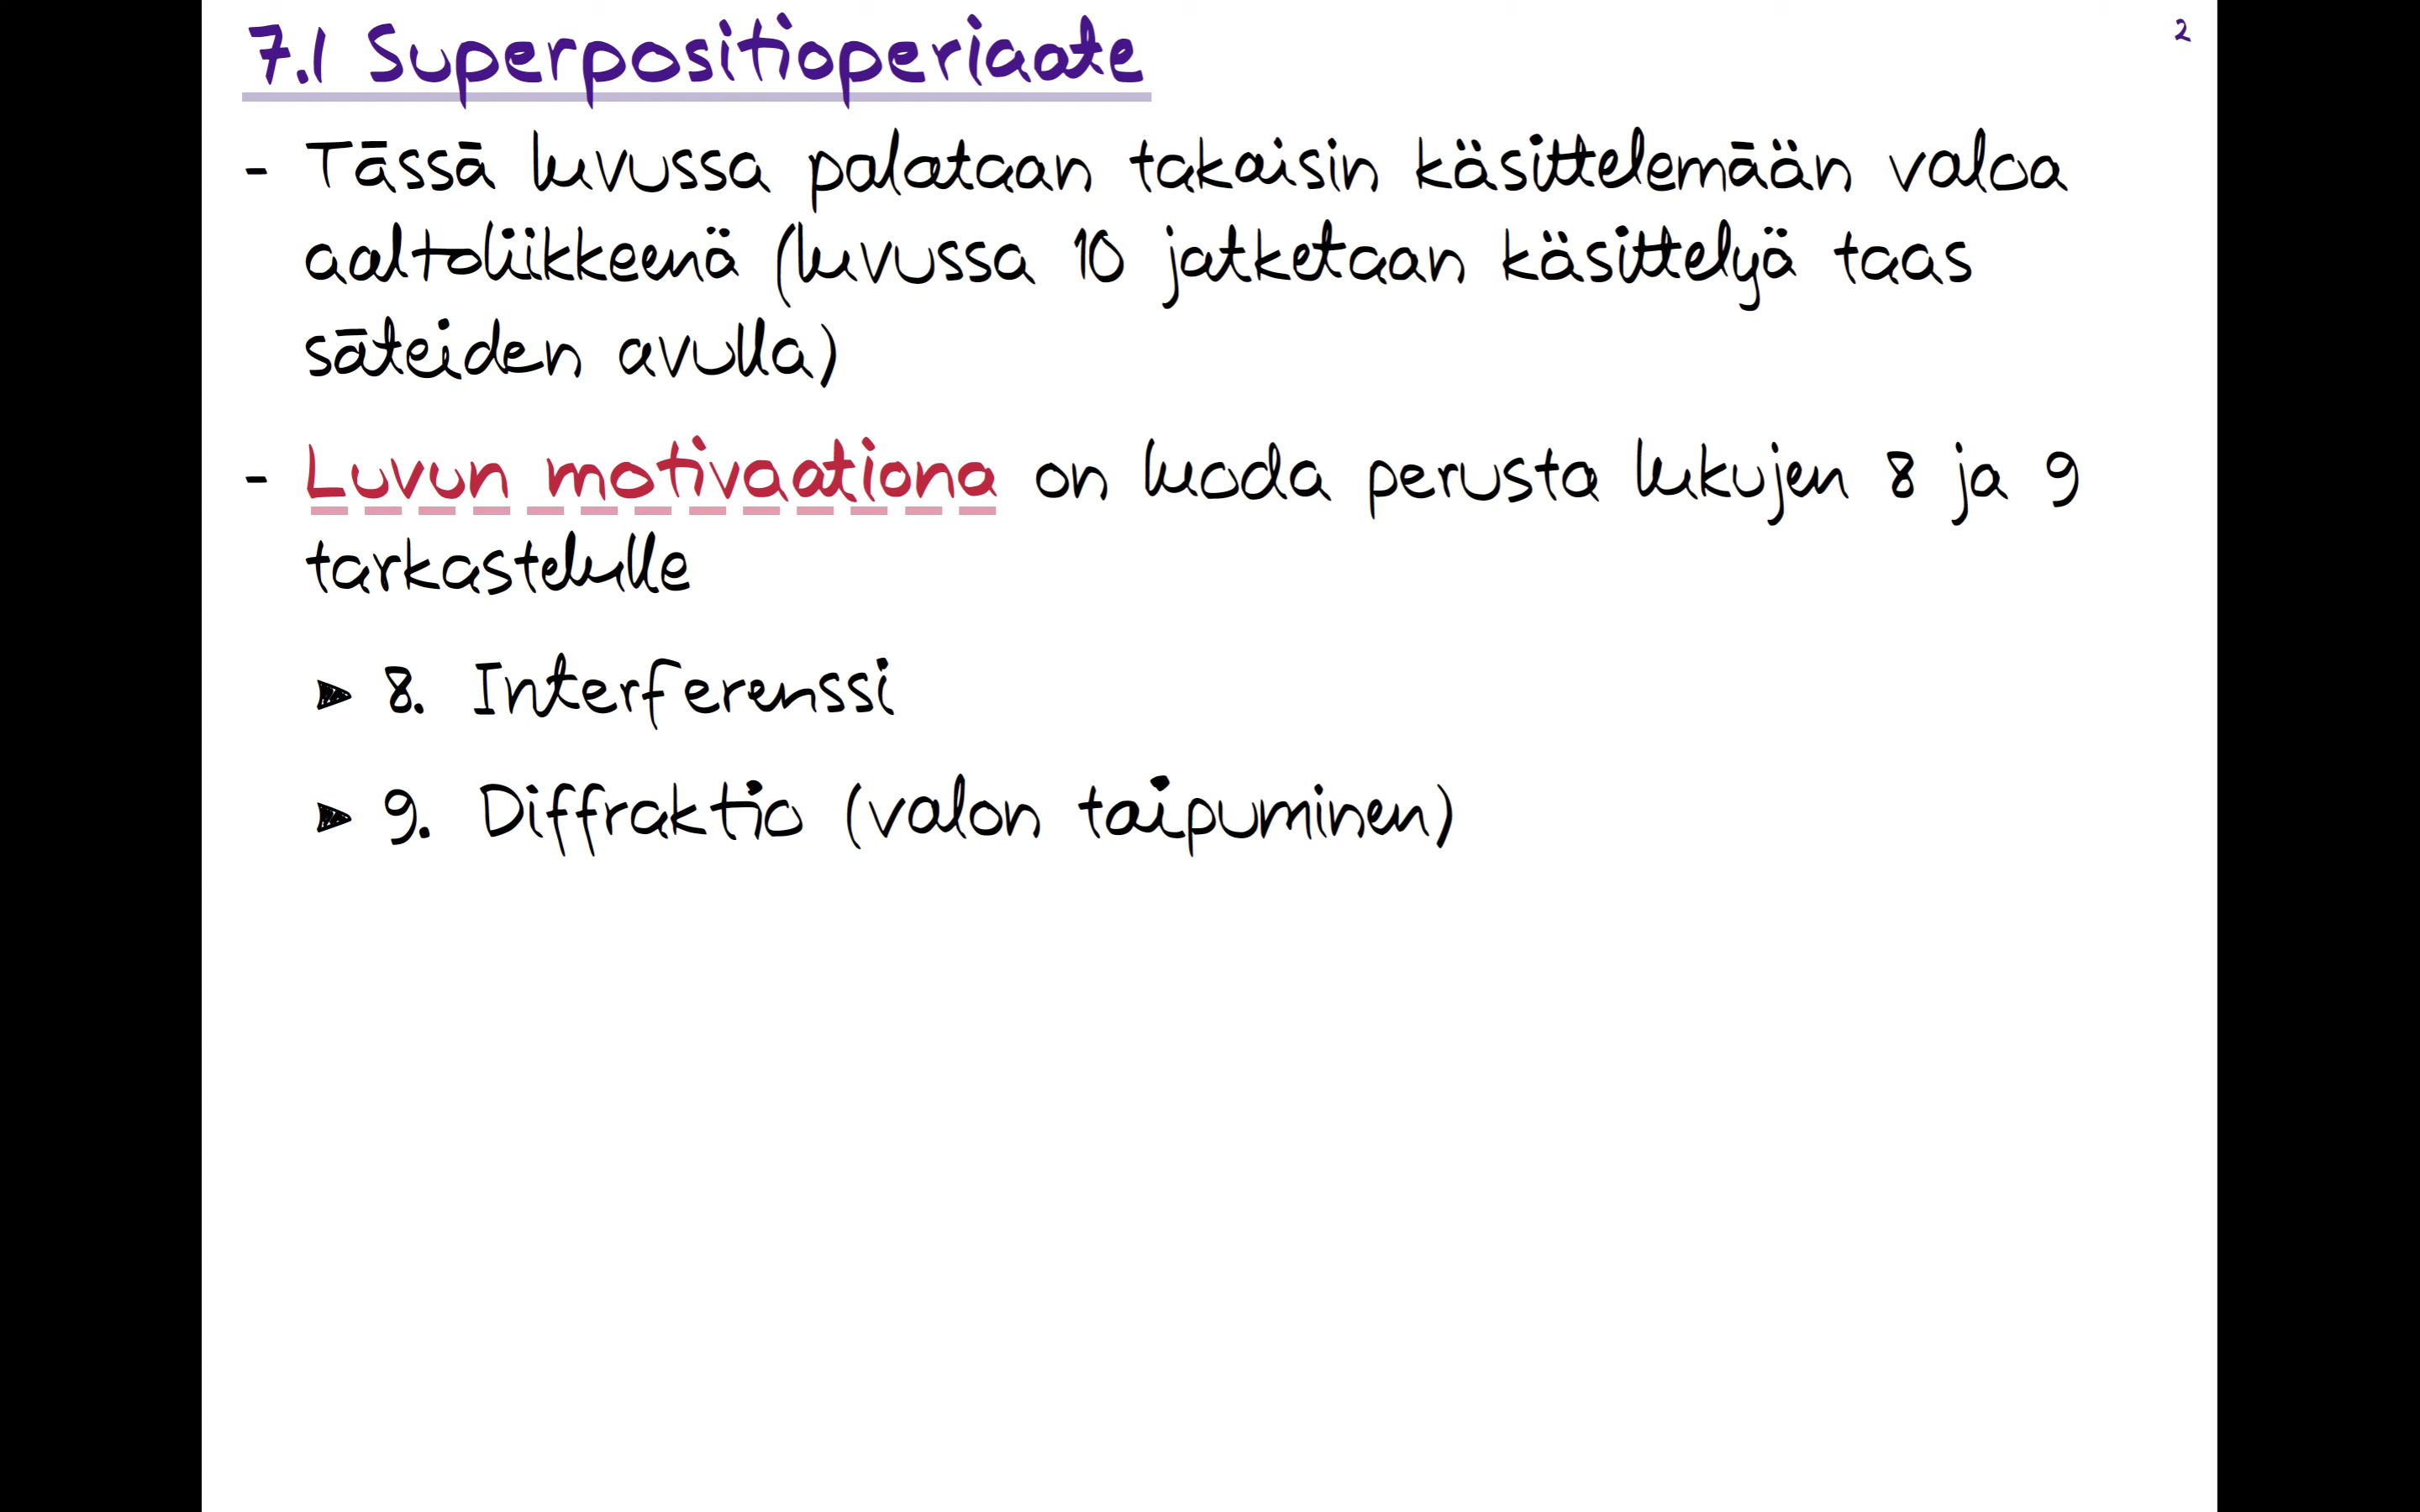 7.1 Superpositioperiaate
2
- Tässä luvussa palataan takaisin käsittelemään valoa
aaltoliikkeenä (luvussa 10 jatketaan käsittelyä taas
säteiden avulla)
- Luvun motivaationa on luoda perusta lukujen 8 ja 9
tarkastelulle
► 8. Interferenssi
► 9. Diffraktio (valon taipuminen)